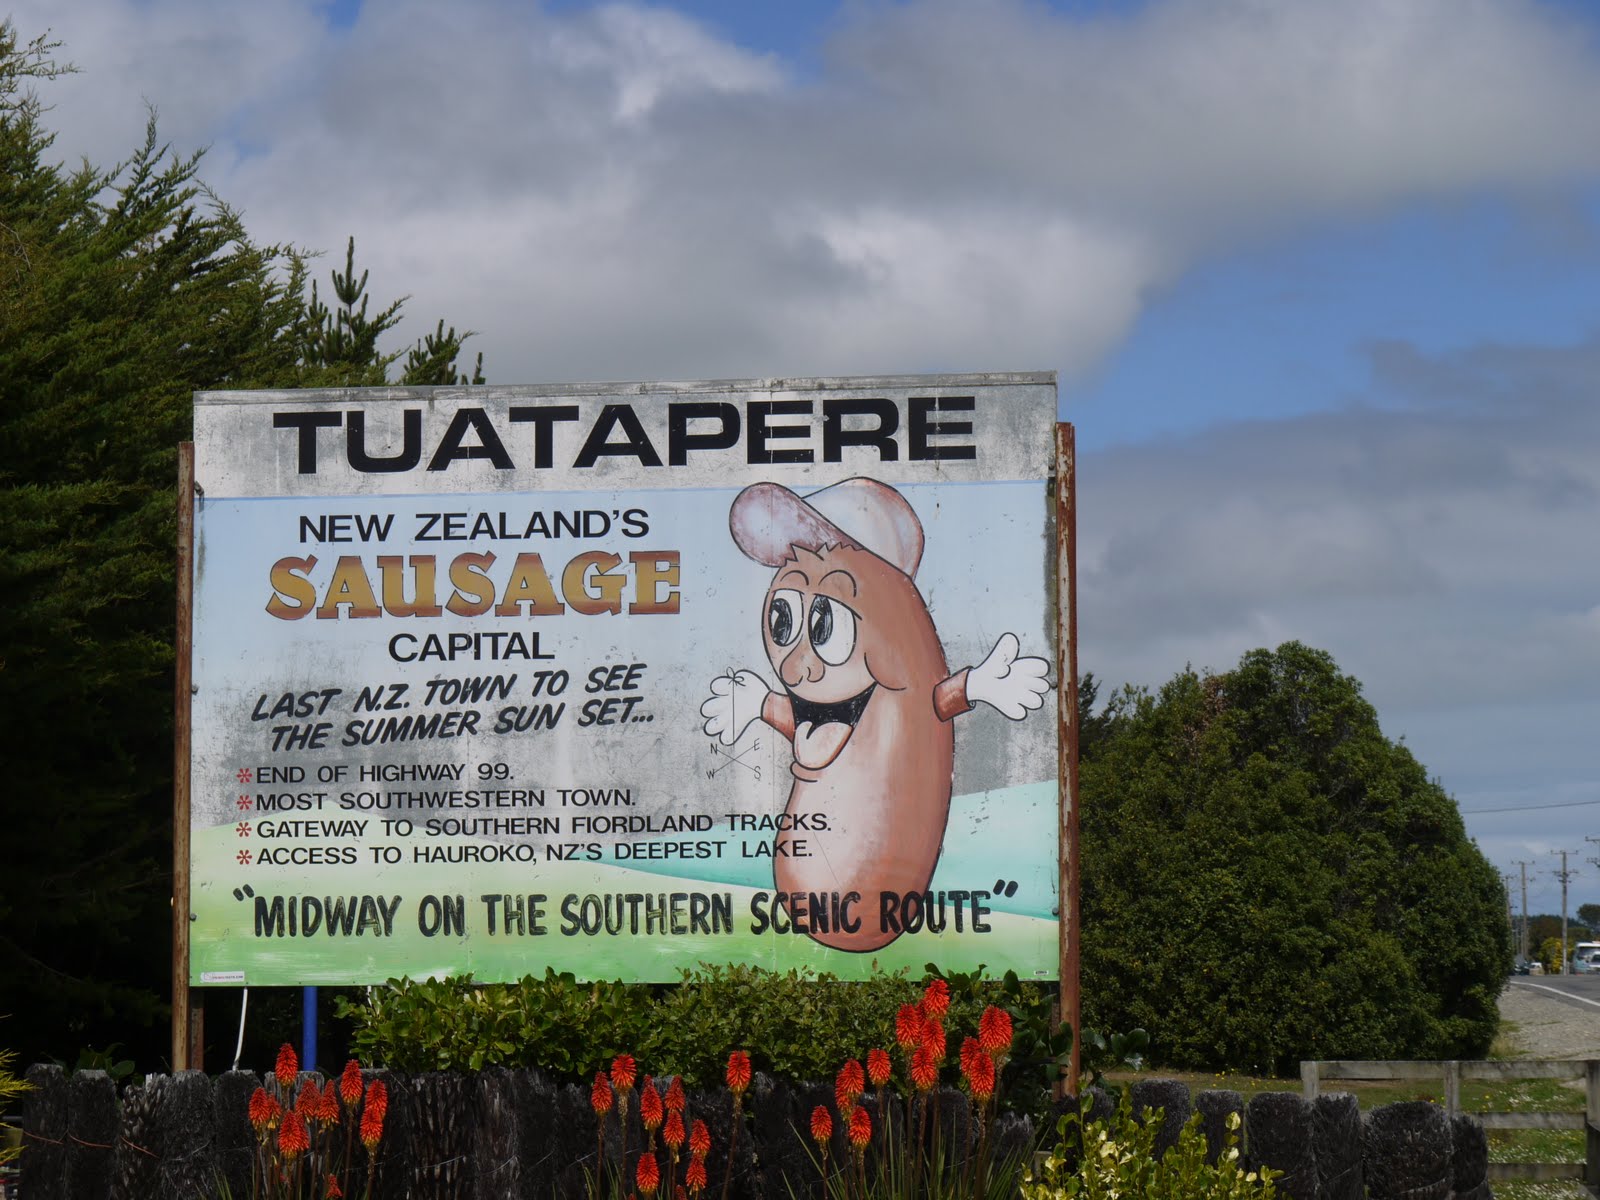 TUATAPERE
NEW ZEALAND'S
SAUSAGE
CAPITAL
LAST N.Z. TOWN TO SEE
THE SUMMER SUN SET...
N E
W S
*END OF HIGHWAY 99.
*MOST SOUTHWESTERN TOWN.
*GATEWAY TO SOUTHERN FIORDLAND TRACKS.
*ACCESS TO HAUROKO, NZ'S DEEPEST LAKE.
"MIDWAY ON THE SOUTHERN SCENIC ROUTE"